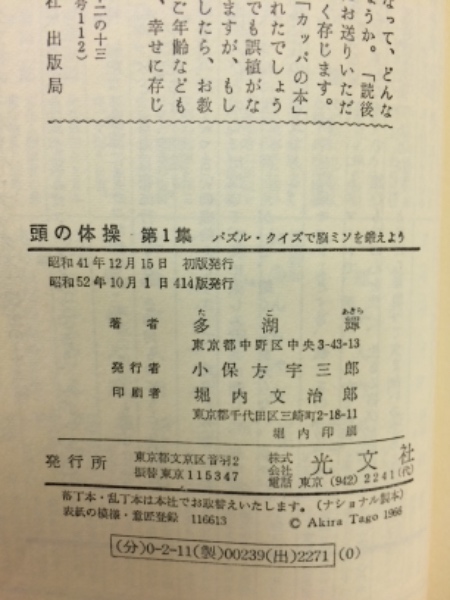 なって、どんな
ょうか。「読後
お送りいただ
く存じます。
「カッパの本」
れたでしょう
でも誤植がな
ますが、もし
したら、お教
ご年齢なども
、幸せに存じ
二の十三
号112)
社 出版局
頭の体操 第1集 パズル・クイズで脳ミソを鍛えよう
昭和41年12月15日 初版発行
昭和52年10月1日 414版発行
著者 多湖輝
た ご あきら
東京都中野区中央3-43-13
発行者 小保方宇三郎
印刷者 堀内文治郎
東京都千代田区三崎町2-18-11
堀内印刷
発行所 東京都文京区音羽2 振替東京115347 株式会社 光文社 電話 東京(942)2241(代)
落丁本・乱丁本は本社でお取替えいたします。(ナショナル製本)
表紙の模様・意匠登録 116613 © Akira Tago 1966
(分)0-2-11(製)00239(出)2271 (0)